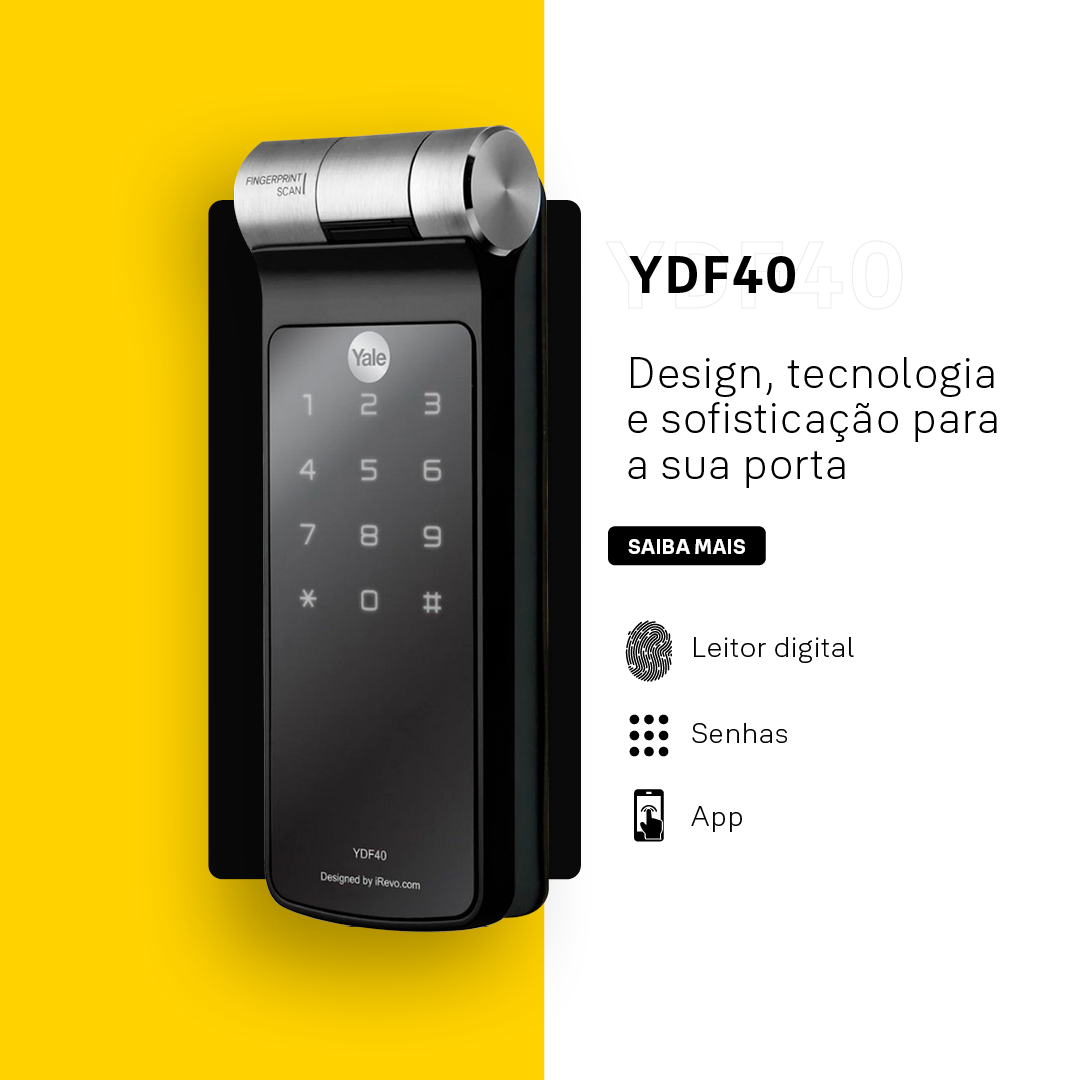 FINGERPRINT
SCAN
Yale
1 2 3
4 5 6
7 8 9
* 0 #
YDF40
Designed by iRevo.com
YDF40
YDF40
Design, tecnologia
e sofisticação para
a sua porta
SAIBA MAIS
Leitor digital
Senhas
App